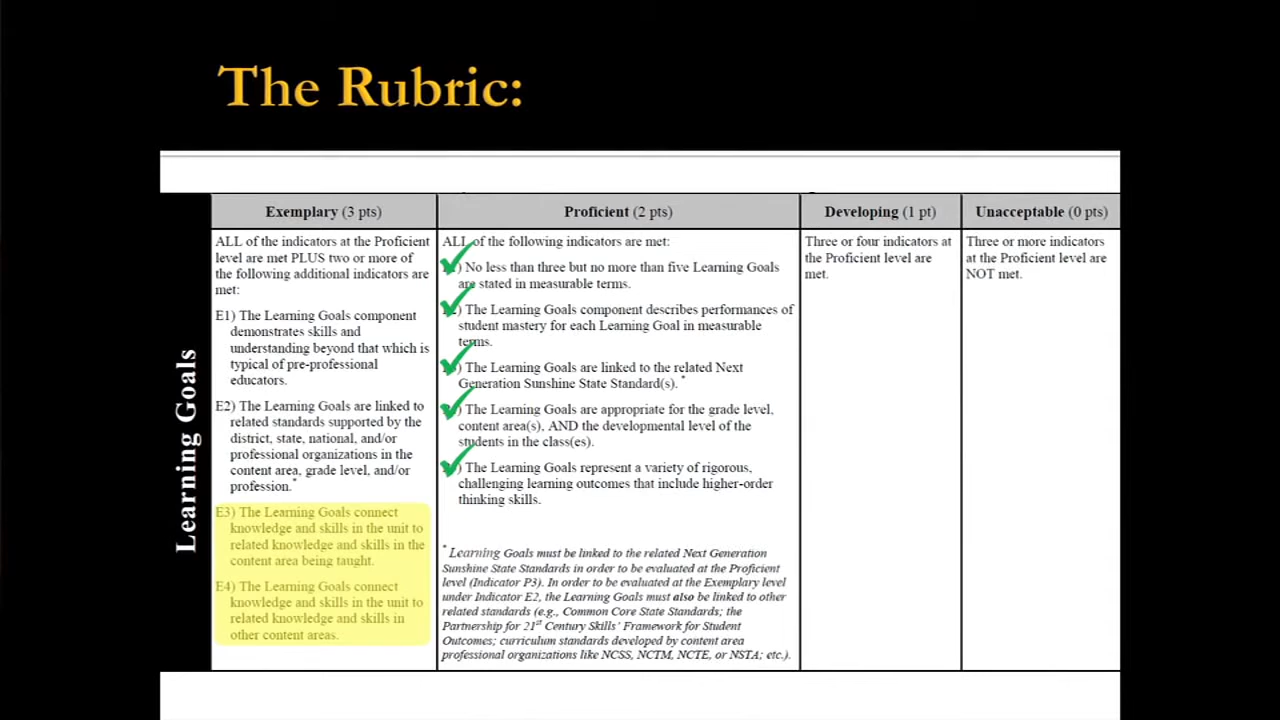 The Rubric:
Learning Goals
Exemplary (3 pts)
Proficient (2 pts)
Developing (1 pt)
Unacceptable (0 pts)
ALL of the indicators at the Proficient
level are met PLUS two or more of
the following additional indicators are
met:
E1) The Learning Goals component
demonstrates skills and
understanding beyond that which is
typical of pre-professional
educators.
E2) The Learning Goals are linked to
related standards supported by the
district, state, national, and/or
professional organizations in the
content area, grade level, and/or
profession.*
E3) The Learning Goals connect
knowledge and skills in the unit to
related knowledge and skills in the
content area being taught.
E4) The Learning Goals connect
knowledge and skills in the unit to
related knowledge and skills in
other content areas.
ALL of the following indicators are met:
) No less than three but no more than five Learning Goals
are stated in measurable terms.
) The Learning Goals component describes performances of
student mastery for each Learning Goal in measurable
terms.
) The Learning Goals are linked to the related Next
Generation Sunshine State Standard(s). *
) The Learning Goals are appropriate for the grade level,
content area(s), AND the developmental level of the
students in the class(es).
) The Learning Goals represent a variety of rigorous,
challenging learning outcomes that include higher-order
thinking skills.
* Learning Goals must be linked to the related Next Generation
Sunshine State Standards in order to be evaluated at the Proficient
level (Indicator P3). In order to be evaluated at the Exemplary level
under Indicator E2, the Learning Goals must also be linked to other
related standards (e.g., Common Core State Standards; the
Partnership for 21st Century Skills' Framework for Student
Outcomes; curriculum standards developed by content area
professional organizations like NCSS, NCTM, NCTE, or NSTA; etc.).
Three or four indicators at
the Proficient level are
met.
Three or more indicators
at the Proficient level are
NOT met.